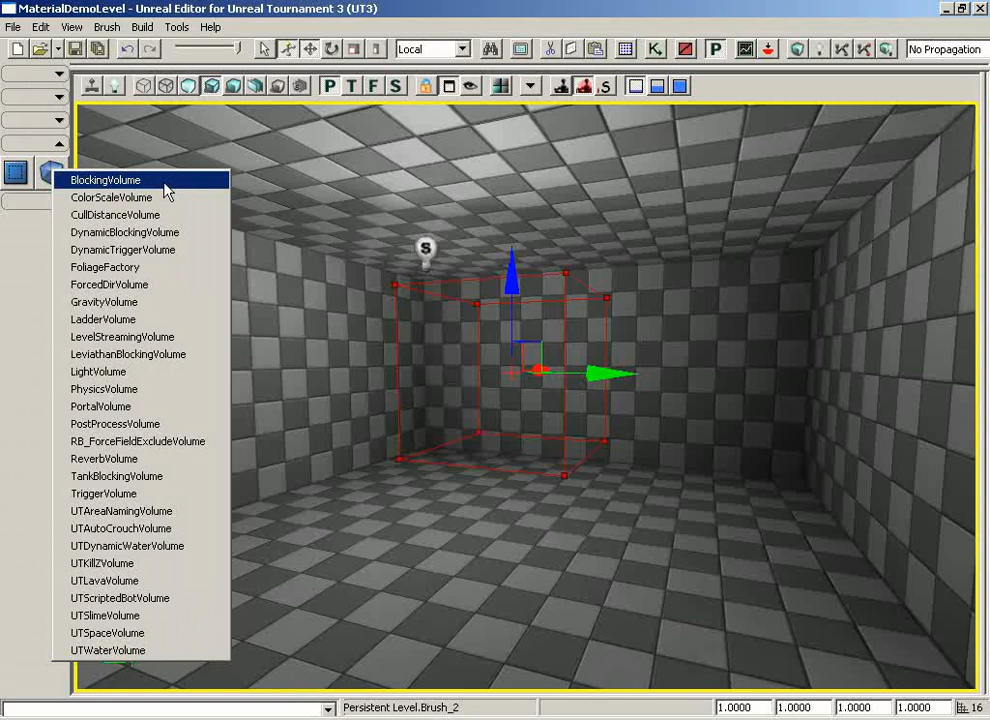 MaterialDemoLevel - Unreal Editor for Unreal Tournament 3 (UT3)
File Edit View Brush Build Tools Help
Local
K
P
No Propagation
P T F S
S
S
BlockingVolume
ColorScaleVolume
CullDistanceVolume
DynamicBlockingVolume
DynamicTriggerVolume
FoliageFactory
ForcedDirVolume
GravityVolume
LadderVolume
LevelStreamingVolume
LeviathanBlockingVolume
LightVolume
PhysicsVolume
PortalVolume
PostProcessVolume
RB_ForceFieldExcludeVolume
ReverbVolume
TankBlockingVolume
TriggerVolume
UTAreaNamingVolume
UTAutoCrouchVolume
UTDynamicWaterVolume
UTKillZVolume
UTLavaVolume
UTScriptedBotVolume
UTSlimeVolume
UTSpaceVolume
UTWaterVolume
Persistent Level.Brush_2
1.0000 1.0000 1.0000 1.0000 16